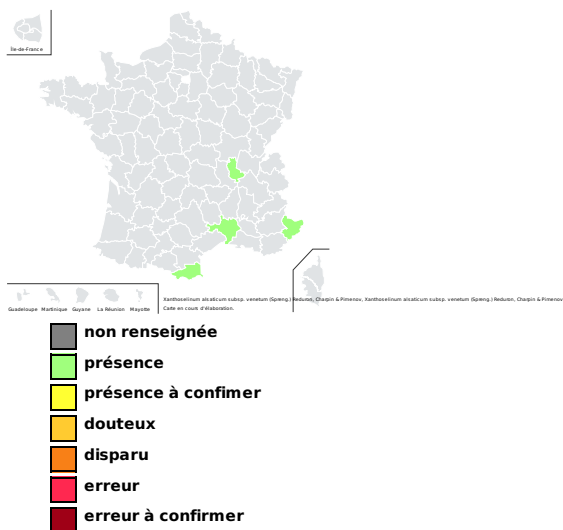 Île-de-France
Guadeloupe Martinique Guyane La Réunion Mayotte
Xanthoselinum alsaticum subsp. venetum (Spreng.) Reduron, Charpin & Pimenov, Xanthoselinum alsaticum subsp. venetum (Spreng.) Reduron, Charpin & Pimenov
Carte en cours d'élaboration.
non renseignée
présence
présence à confimer
douteux
disparu
erreur
erreur à confirmer